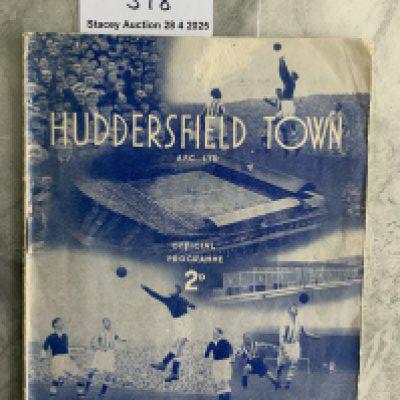 318
Stacey Auction 28 4 2025
HUDDERSFIELD TOWN
A.F.C. LTD
OFFICIAL
PROGRAMME
2D